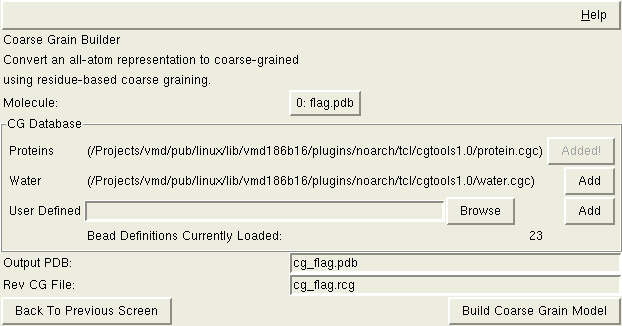 Help
Coarse Grain Builder
Convert an all-atom representation to coarse-grained
using residue-based coarse graining.
Molecule: 0: flag.pdb
CG Database
Proteins (/Projects/vmd/pub/linux/lib/vmd186b16/plugins/noarch/tcl/cgtools1.0/protein.cgc) Added!
Water (/Projects/vmd/pub/linux/lib/vmd186b16/plugins/noarch/tcl/cgtools1.0/water.cgc) Add
User Defined Browse Add
Bead Definitions Currently Loaded: 23
Output PDB: cg_flag.pdb
Rev CG File: cg_flag.rcg
Back To Previous Screen Build Coarse Grain Model